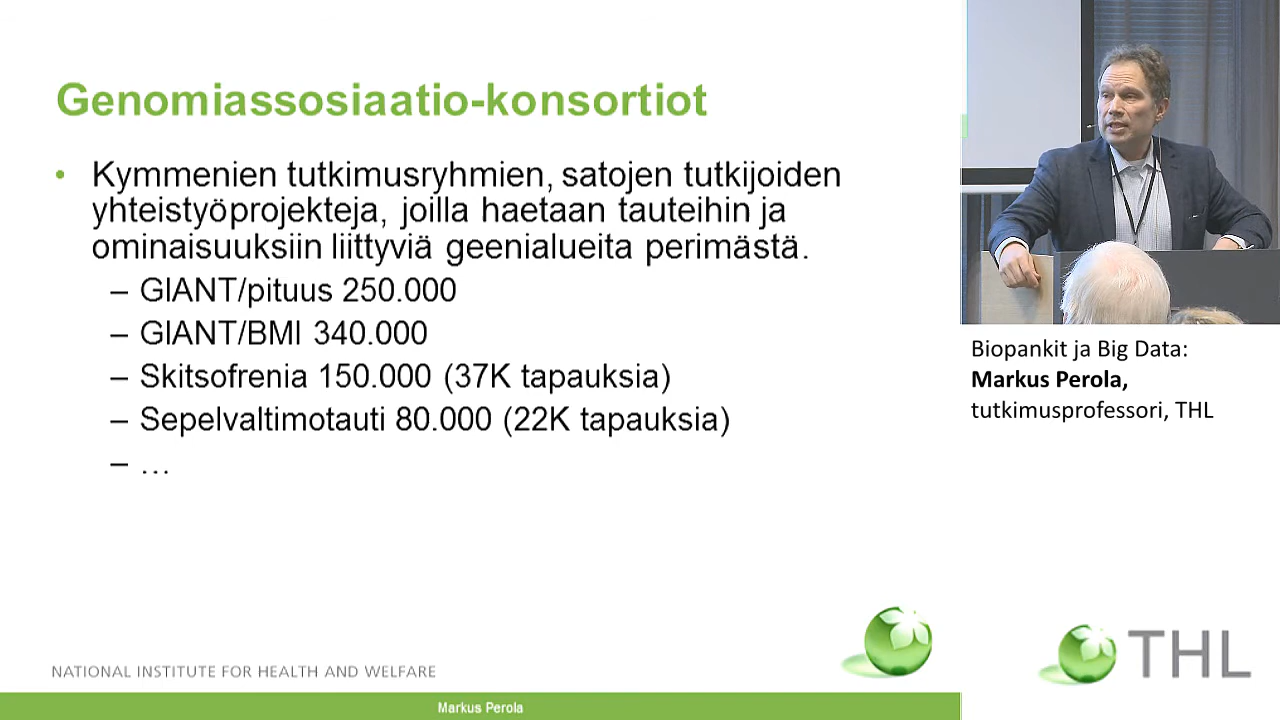 Genomiassosiaatio-konsortiot
• Kymmenien tutkimusryhmien, satojen tutkijoiden
yhteistyöprojekteja, joilla haetaan tauteihin ja
ominaisuuksiin liittyviä geenialueita perimästä.
– GIANT/pituus 250.000
– GIANT/BMI 340.000
– Skitsofrenia 150.000 (37K tapauksia)
– Sepelvaltimotauti 80.000 (22K tapauksia)
– …
NATIONAL INSTITUTE FOR HEALTH AND WELFARE
Markus Perola
Biopankit ja Big Data:
Markus Perola,
tutkimusprofessori, THL
THL